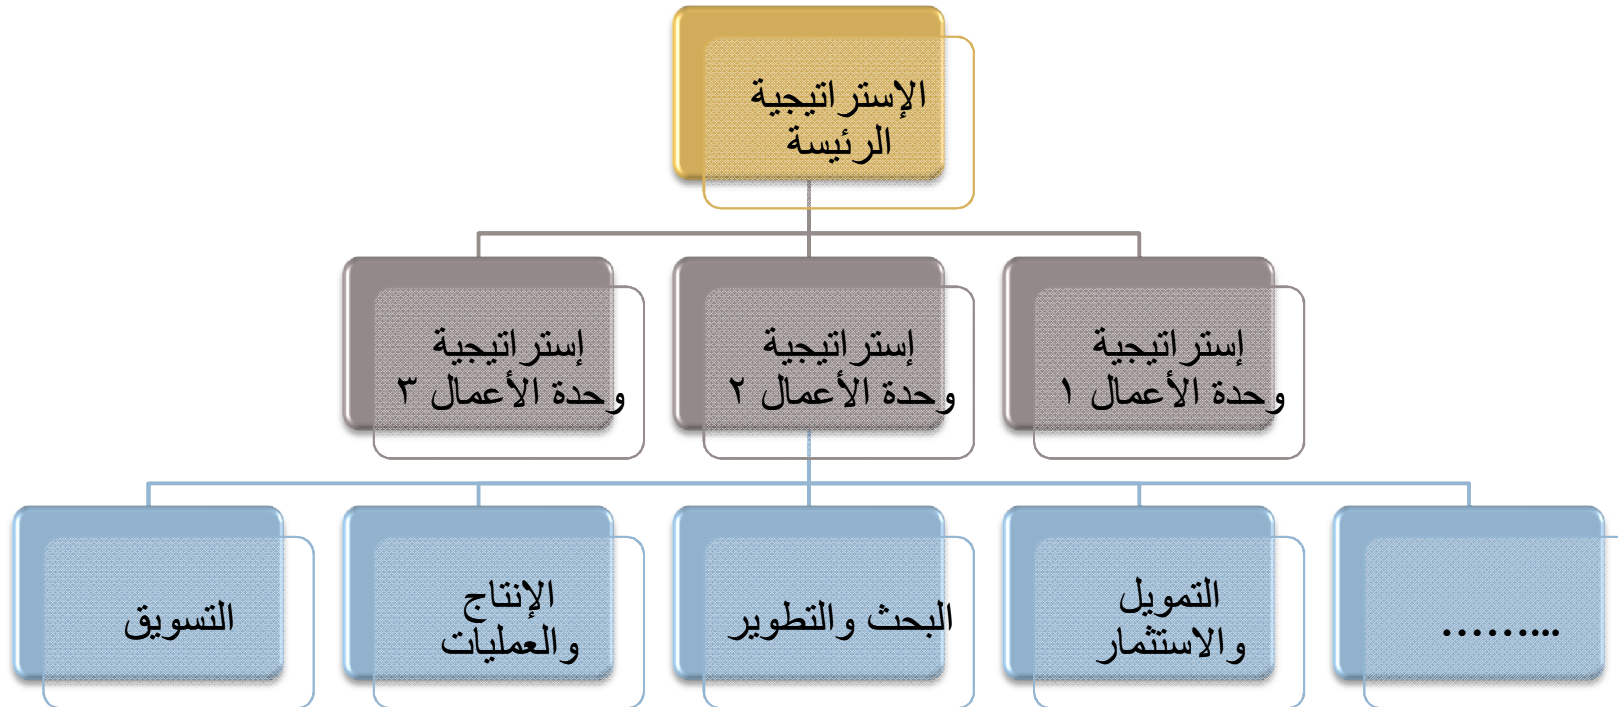 الإستراتيجية
الرئيسة
إستراتيجية
وحدة الأعمال ١
إستراتيجية
وحدة الأعمال ٢
إستراتيجية
وحدة الأعمال ٣
.........
التمويل
والاستثمار
البحث والتطوير
الإنتاج
والعمليات
التسويق